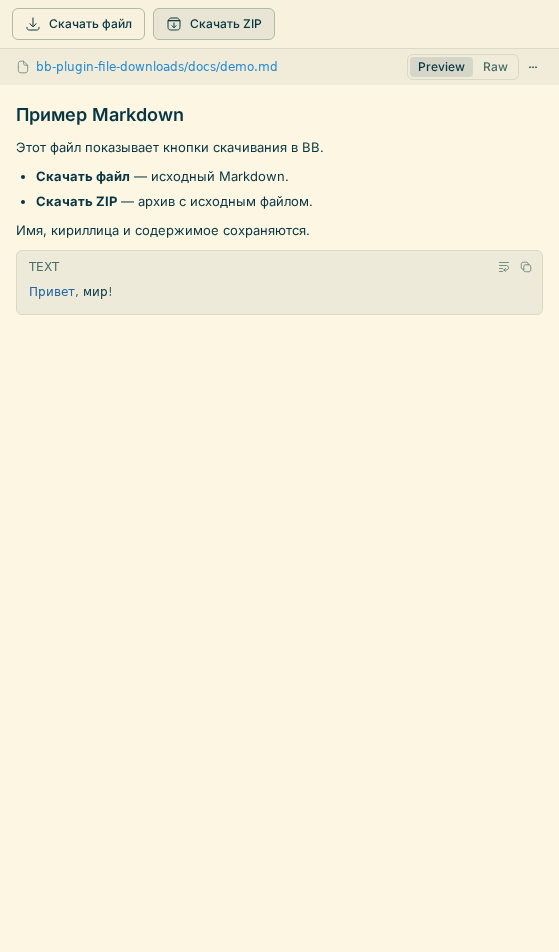 Скачать файл
Скачать ZIP
bb-plugin-file-downloads/docs/demo.md
Preview
Raw
Пример Markdown
Этот файл показывает кнопки скачивания в BB.
• Скачать файл — исходный Markdown.
• Скачать ZIP — архив с исходным файлом.
Имя, кириллица и содержимое сохраняются.
TEXT
Привет, мир!